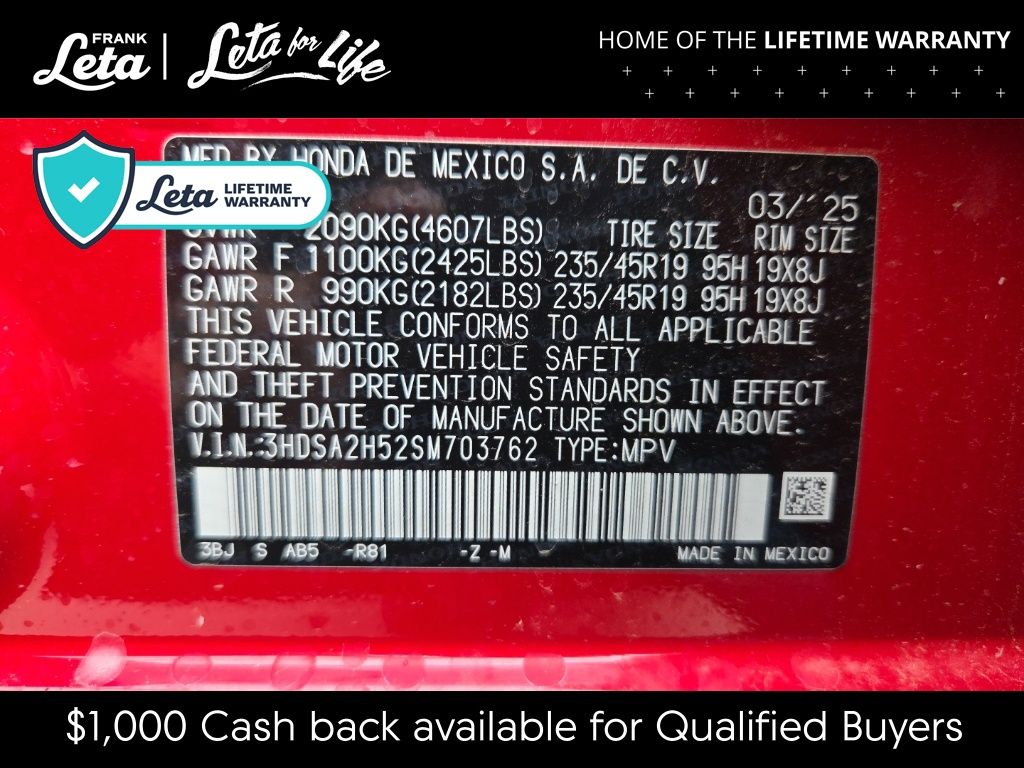 FRANK
Leta
Leta for Life
HOME OF THE LIFETIME WARRANTY
MFD BY HONDA DE MEXICO S.A. DE C.V.
03/´25
Leta LIFETIME WARRANTY
GVWR 2090KG(4607LBS) TIRE SIZE RIM SIZE
GAWR F 1100KG(2425LBS) 235/45R19 95H 19X8J
GAWR R 990KG(2182LBS) 235/45R19 95H 19X8J
THIS VEHICLE CONFORMS TO ALL APPLICABLE
FEDERAL MOTOR VEHICLE SAFETY
AND THEFT PREVENTION STANDARDS IN EFFECT
ON THE DATE OF MANUFACTURE SHOWN ABOVE.
V.I.N.:3HDSA2H52SM703762 TYPE:MPV
3BJ S AB5 -R81 -Z -M MADE IN MEXICO
$1,000 Cash back available for Qualified Buyers